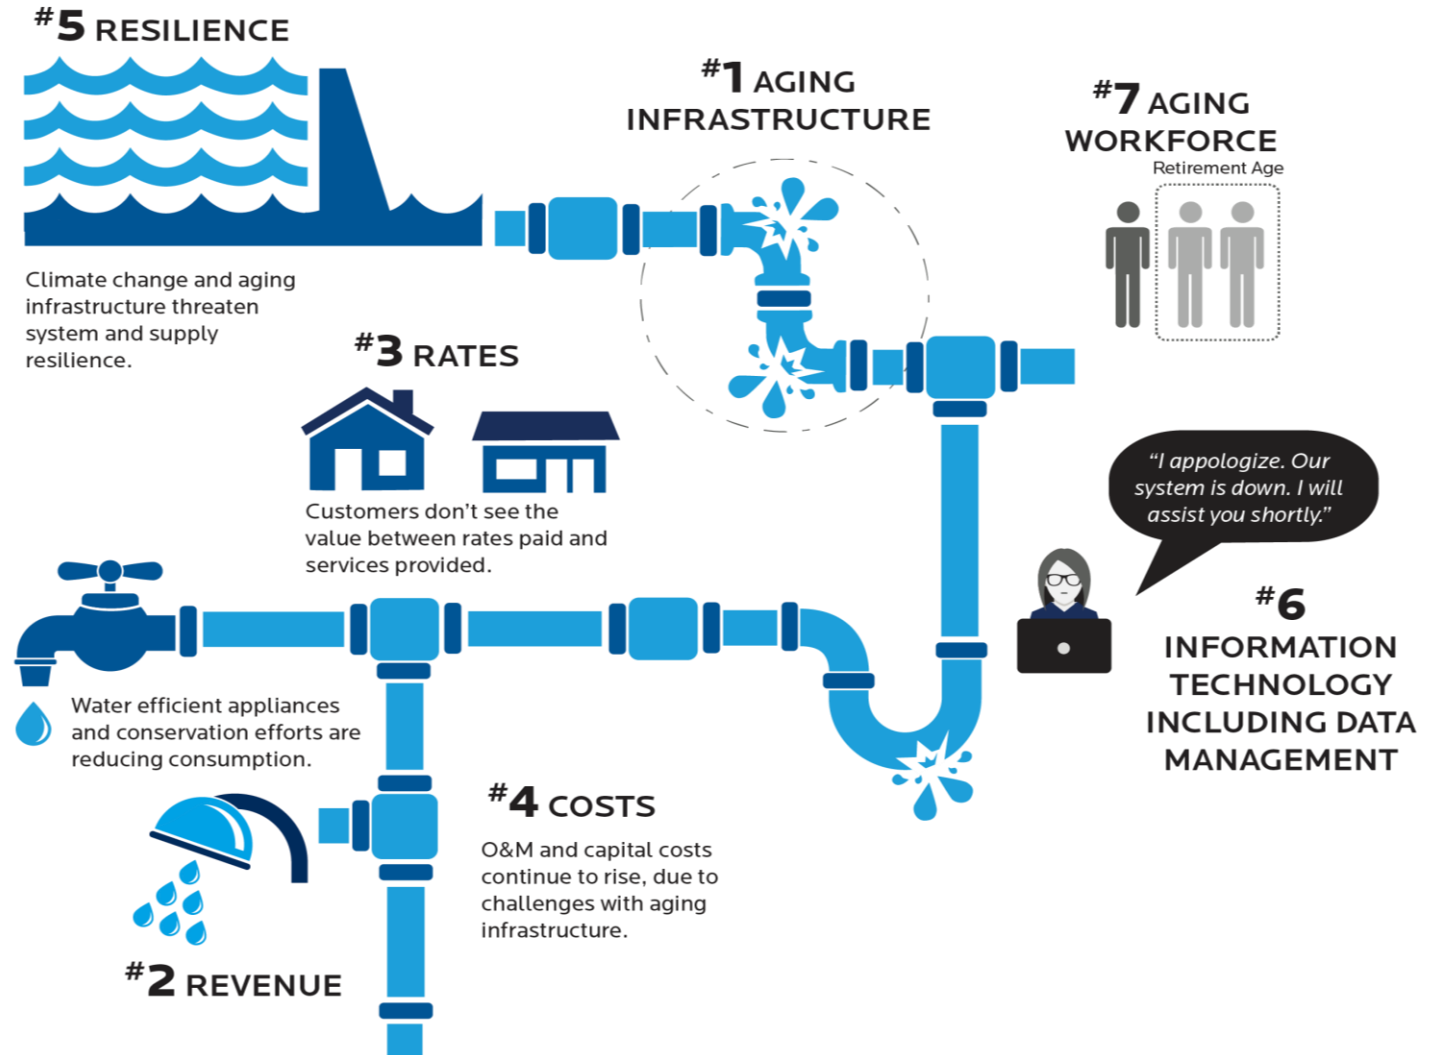 #5 RESILIENCE
Climate change and aging
infrastructure threaten
system and supply
resilience.
#1 AGING
INFRASTRUCTURE
#7 AGING
WORKFORCE
Retirement Age
#3 RATES
Customers don’t see the
value between rates paid and
services provided.
“I appologize. Our
system is down. I will
assist you shortly.”
#6
INFORMATION
TECHNOLOGY
INCLUDING DATA
MANAGEMENT
Water efficient appliances
and conservation efforts are
reducing consumption.
#2 REVENUE
#4 COSTS
O&M and capital costs
continue to rise, due to
challenges with aging
infrastructure.